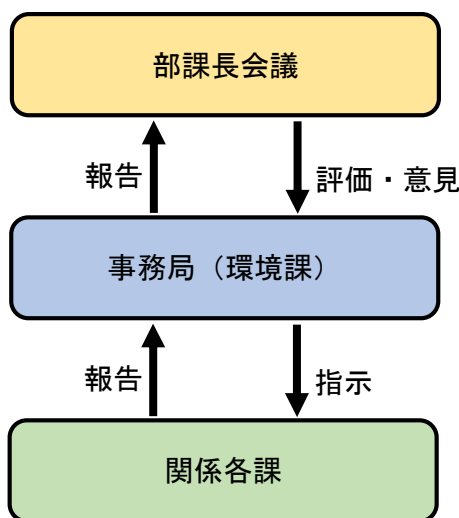 部課長会議
報告
評価・意見
事務局（環境課）
報告
指示
関係各課